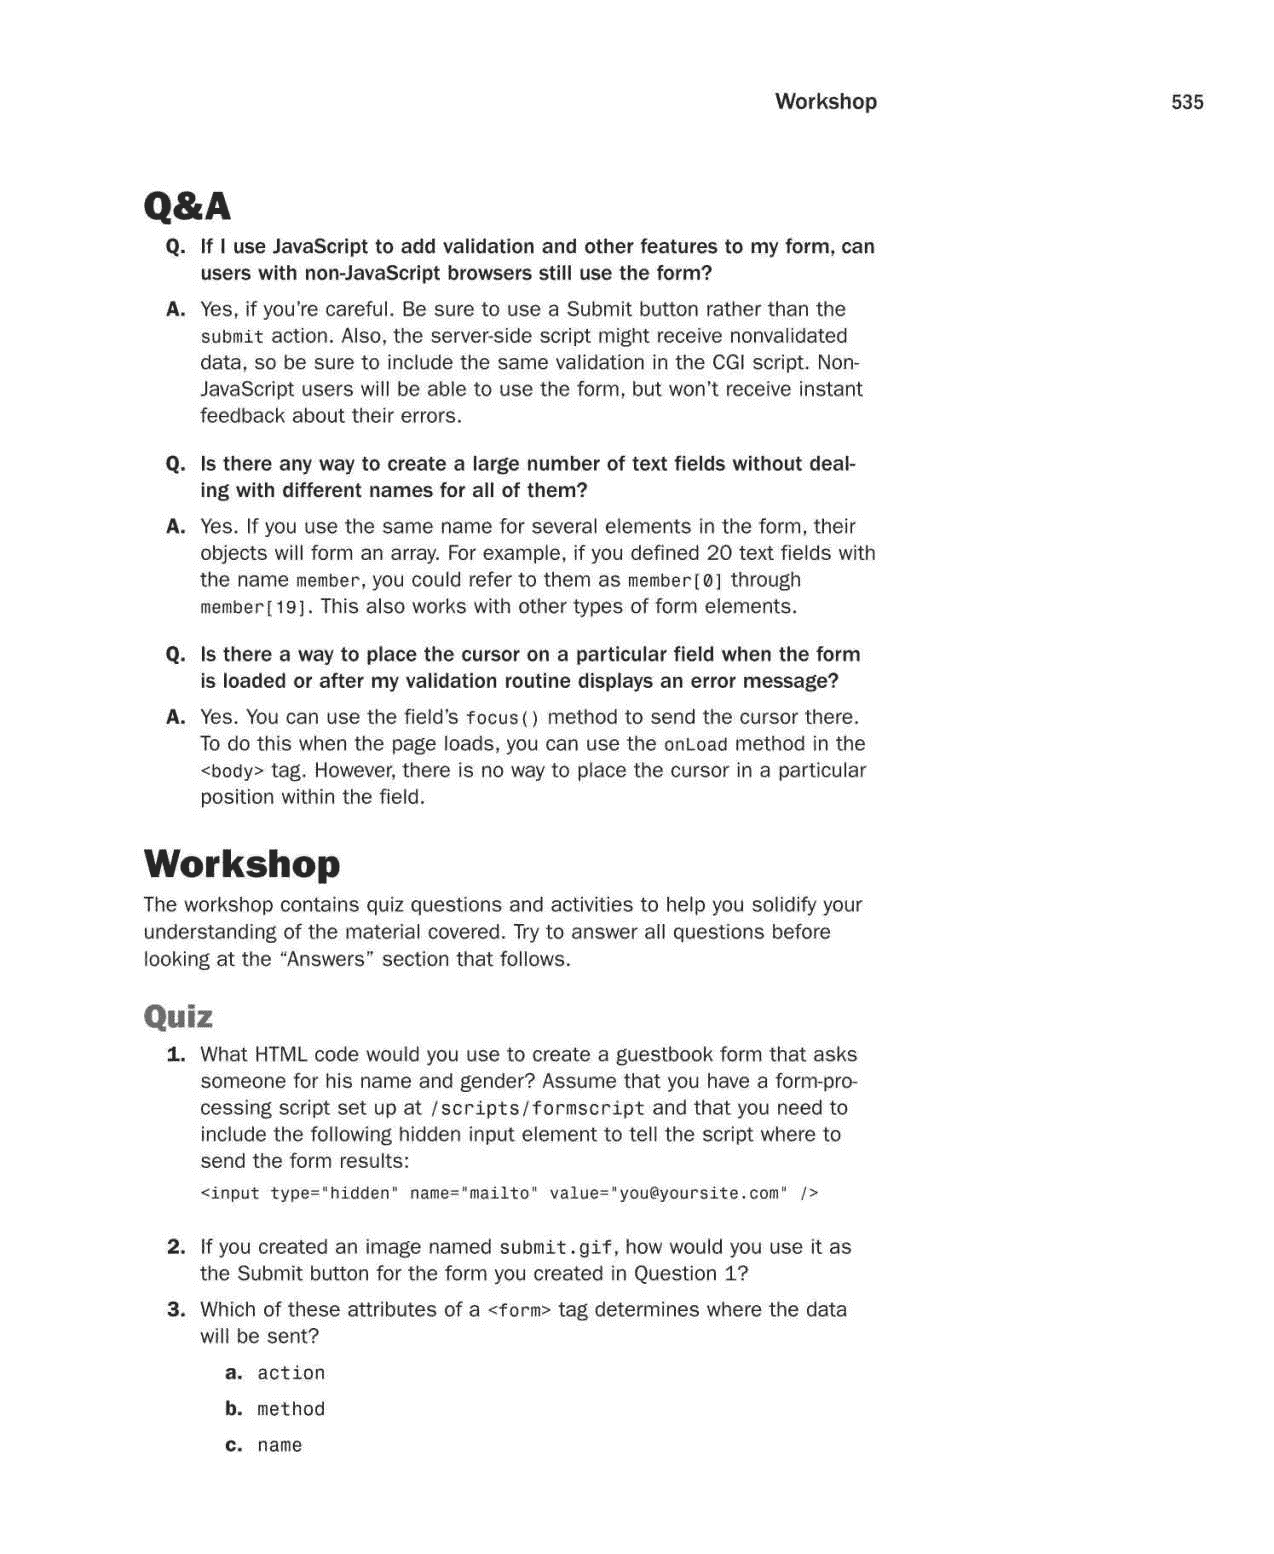 Workshop 535
Q&A
Q. If I use JavaScript to add validation and other features to my form, can
users with non-JavaScript browsers still use the form?
A. Yes, if you're careful. Be sure to use a Submit button rather than the
submit action. Also, the server-side script might receive nonvalidated
data, so be sure to include the same validation in the CGI script. Non-
JavaScript users will be able to use the form, but won't receive instant
feedback about their errors.
Q. Is there any way to create a large number of text fields without deal-
ing with different names for all of them?
A. Yes. If you use the same name for several elements in the form, their
objects will form an array. For example, if you defined 20 text fields with
the name member, you could refer to them as member[0] through
member[19]. This also works with other types of form elements.
Q. Is there a way to place the cursor on a particular field when the form
is loaded or after my validation routine displays an error message?
A. Yes. You can use the field's focus() method to send the cursor there.
To do this when the page loads, you can use the onLoad method in the
<body> tag. However, there is no way to place the cursor in a particular
position within the field.
Workshop
The workshop contains quiz questions and activities to help you solidify your
understanding of the material covered. Try to answer all questions before
looking at the “Answers” section that follows.
Quiz
1. What HTML code would you use to create a guestbook form that asks
someone for his name and gender? Assume that you have a form-pro-
cessing script set up at /scripts/formscript and that you need to
include the following hidden input element to tell the script where to
send the form results:
<input type="hidden" name="mailto" value="you@yoursite.com" />
2. If you created an image named submit.gif, how would you use it as
the Submit button for the form you created in Question 1?
3. Which of these attributes of a <form> tag determines where the data
will be sent?
a. action
b. method
c. name